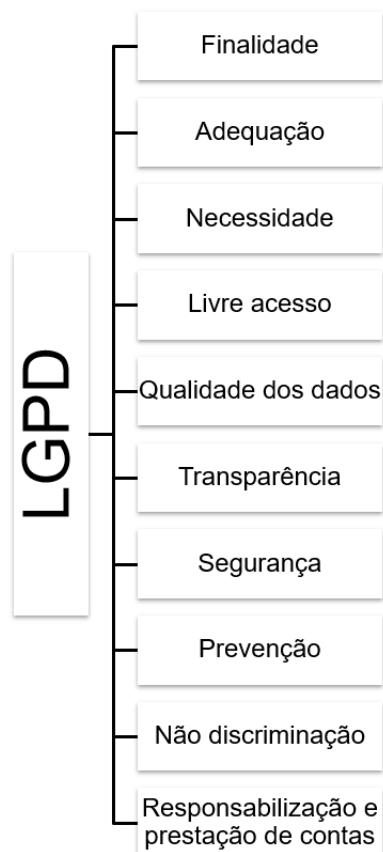 LGPD
Finalidade
Adequação
Necessidade
Livre acesso
Qualidade dos dados
Transparência
Segurança
Prevenção
Não discriminação
Responsabilização e
prestação de contas